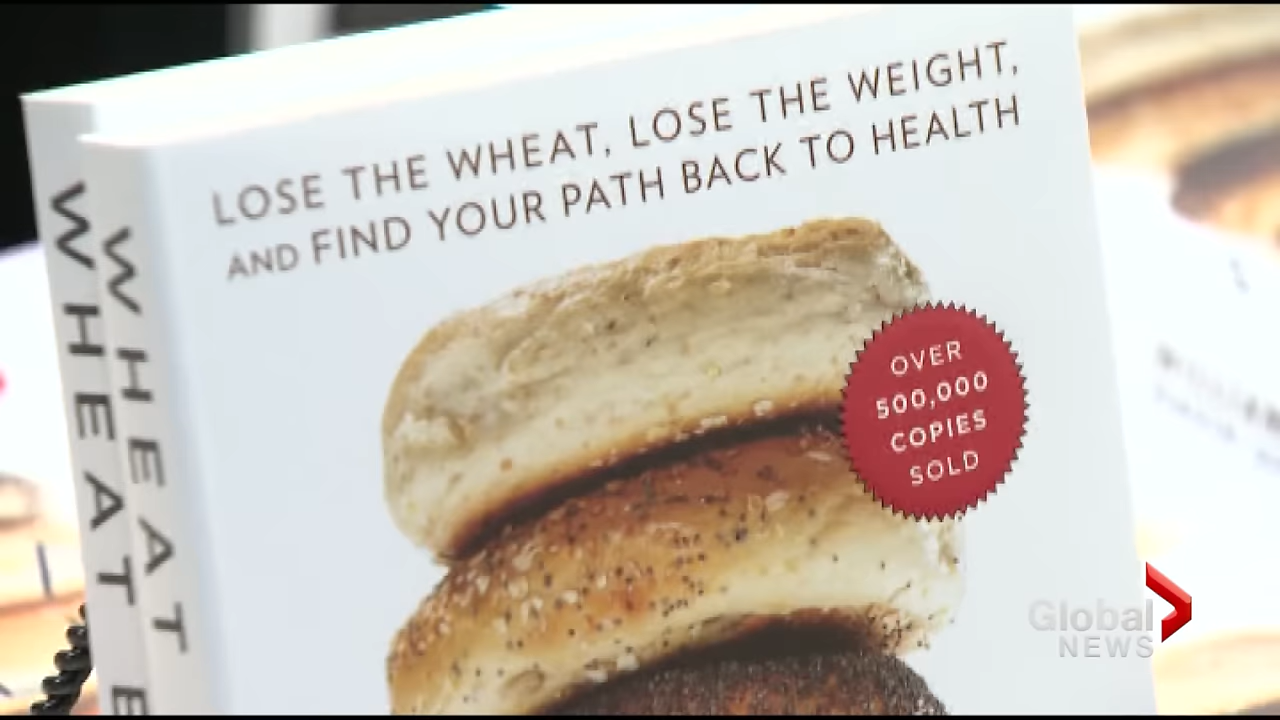 LOSE THE WHEAT, LOSE THE WEIGHT,
AND FIND YOUR PATH BACK TO HEALTH
OVER
500,000
COPIES
SOLD
WHEAT
WHEAT B
Global
NEWS